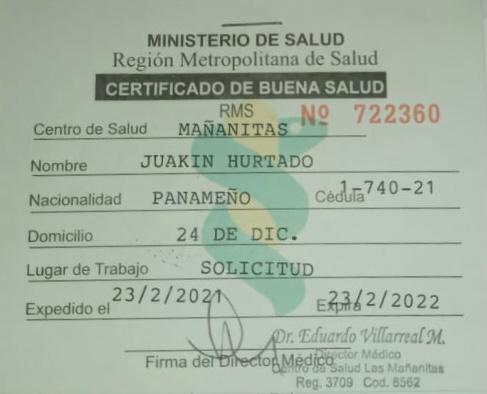 MINISTERIO DE SALUD
Región Metropolitana de Salud
CERTIFICADO DE BUENA SALUD
RMS Nº 722360
Centro de Salud MAÑANITAS
Nombre JUAKIN HURTADO
Nacionalidad PANAMEÑO Cédula 1-740-21
Domicilio 24 DE DIC.
Lugar de Trabajo SOLICITUD
Expedido el 23/2/2021 Expira 23/2/2022
Dr. Eduardo Villarreal M.
Firma del Director Médico Director Médico
Centro de Salud Las Mañanitas
Reg. 3709 Cod. 8562